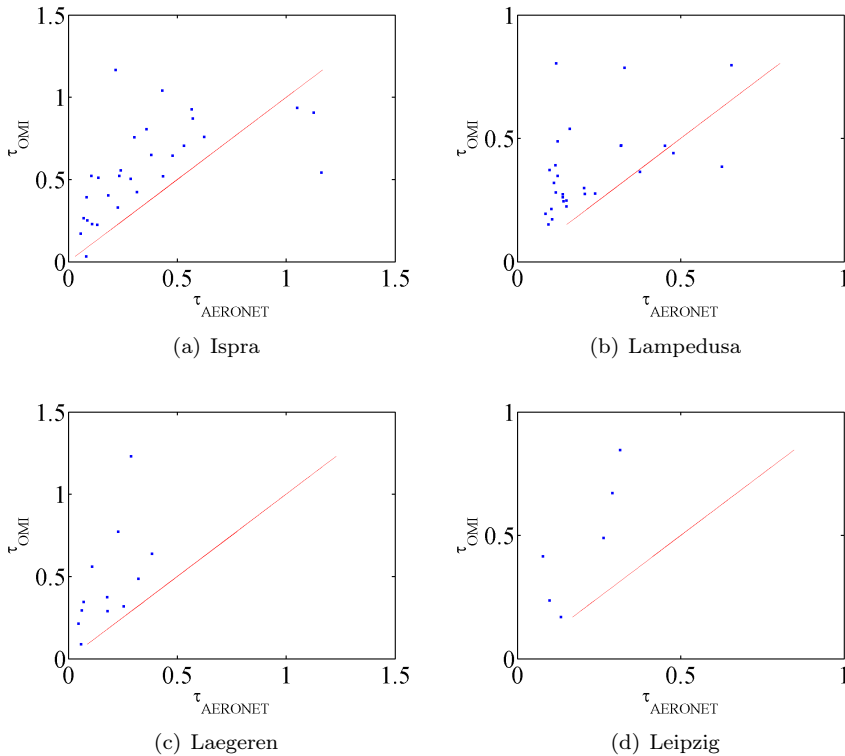 1.5
1
0.5
0
τOMI
0 0.5 1 1.5
τAERONET
(a) Ispra
1
0.5
0
τOMI
0 0.5 1
τAERONET
(b) Lampedusa
1.5
1
0.5
0
τOMI
0 0.5 1 1.5
τAERONET
(c) Laegeren
1
0.5
0
τOMI
0 0.5 1
τAERONET
(d) Leipzig